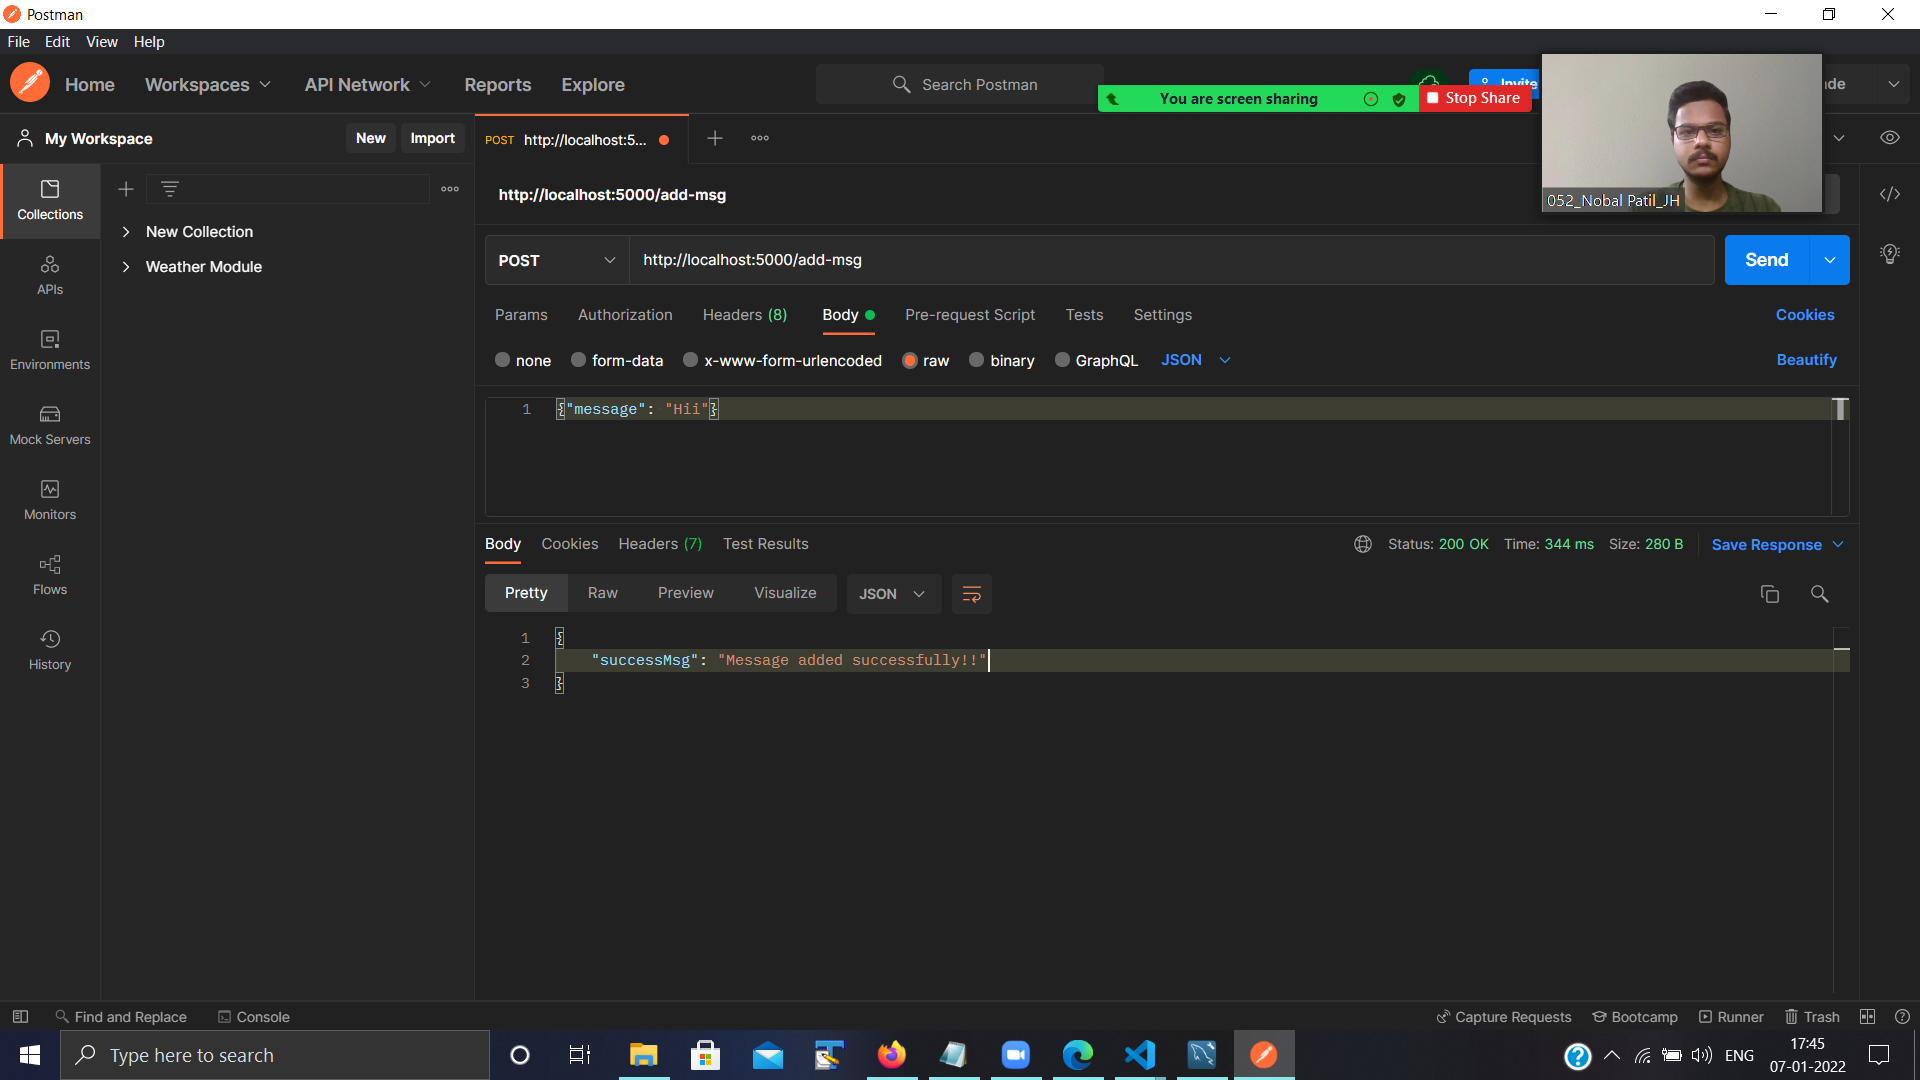 Postman
File Edit View Help
Home Workspaces API Network Reports Explore Search Postman Invite
You are screen sharing Stop Share
052_Nobal Patil_JH
My Workspace New Import POST http://localhost:5...
Collections
APIs
Environments
Mock Servers
Monitors
Flows
History
New Collection
Weather Module
http://localhost:5000/add-msg
POST http://localhost:5000/add-msg Send
Params Authorization Headers (8) Body Pre-request Script Tests Settings Cookies
none form-data x-www-form-urlencoded raw binary GraphQL JSON Beautify
1 {"message": "Hii"}
Body Cookies Headers (7) Test Results Status: 200 OK Time: 344 ms Size: 280 B Save Response
Pretty Raw Preview Visualize JSON
1 {
2 "successMsg": "Message added successfully!!"
3 }
Find and Replace Console Capture Requests Bootcamp Runner Trash
Type here to search ENG 17:45
07-01-2022